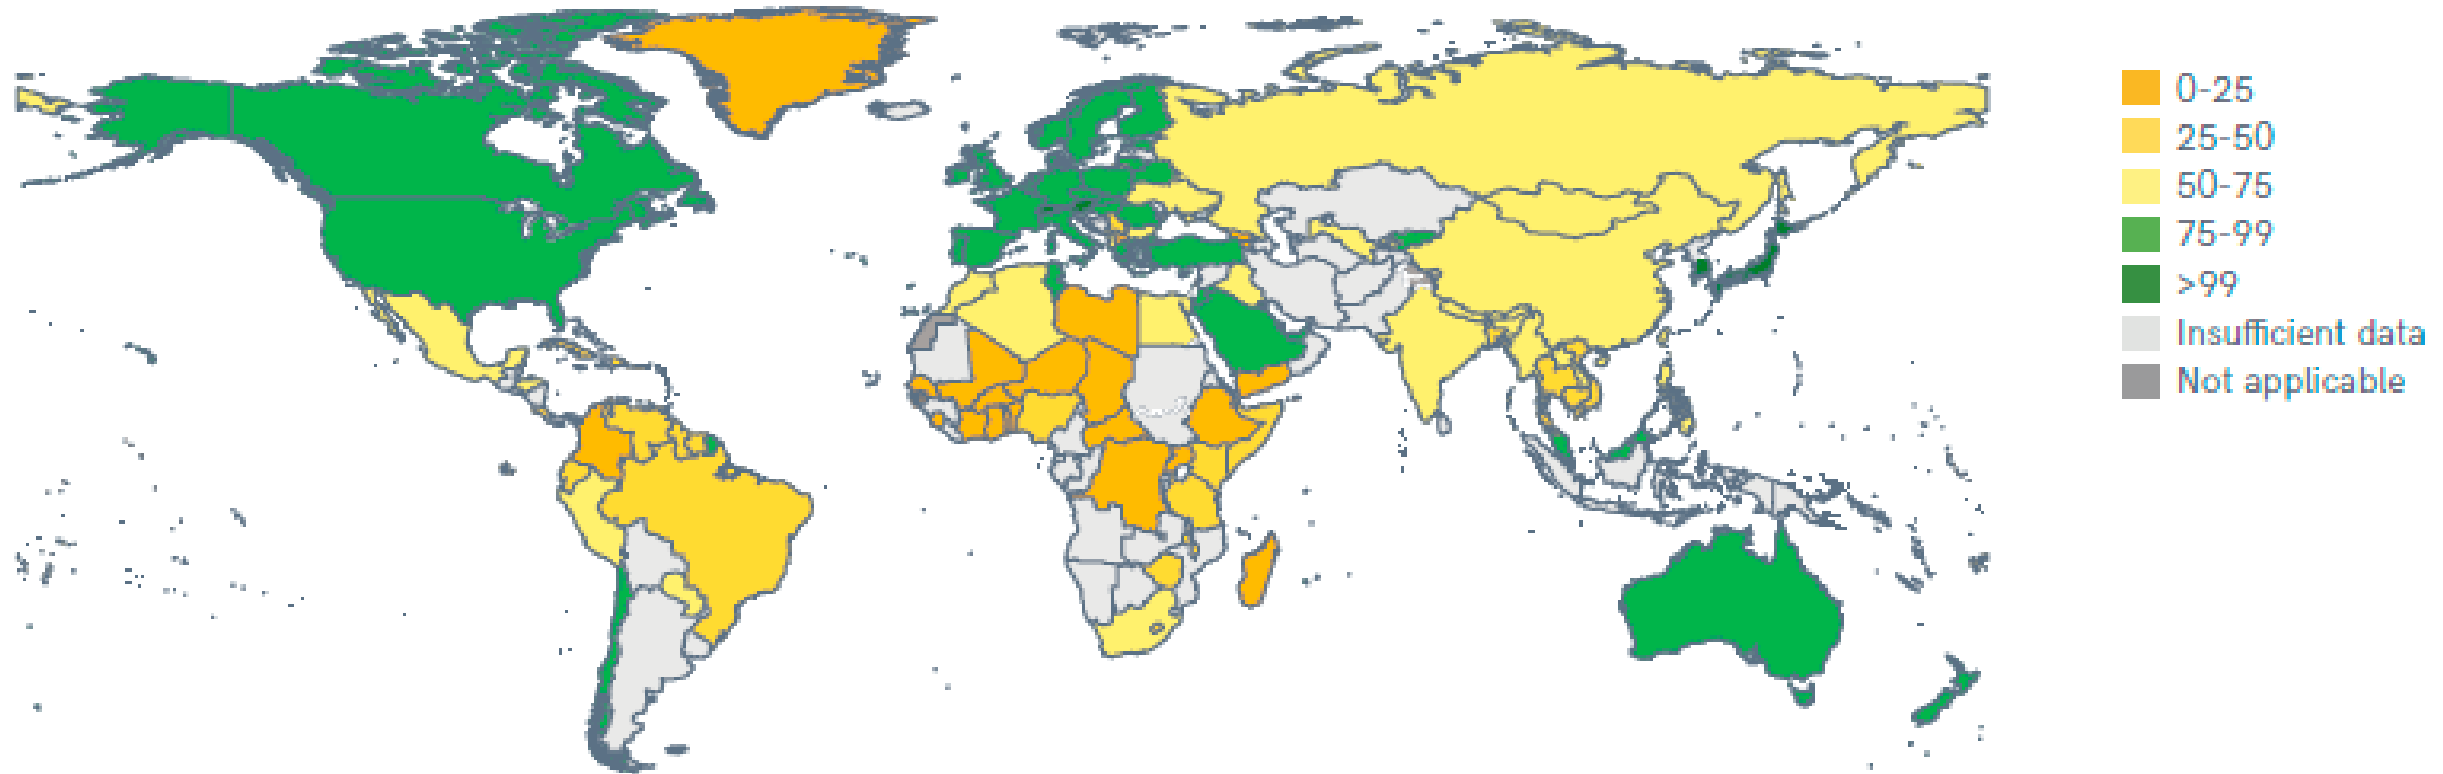 0-25
25-50
50-75
75-99
>99
Insufficient data
Not applicable